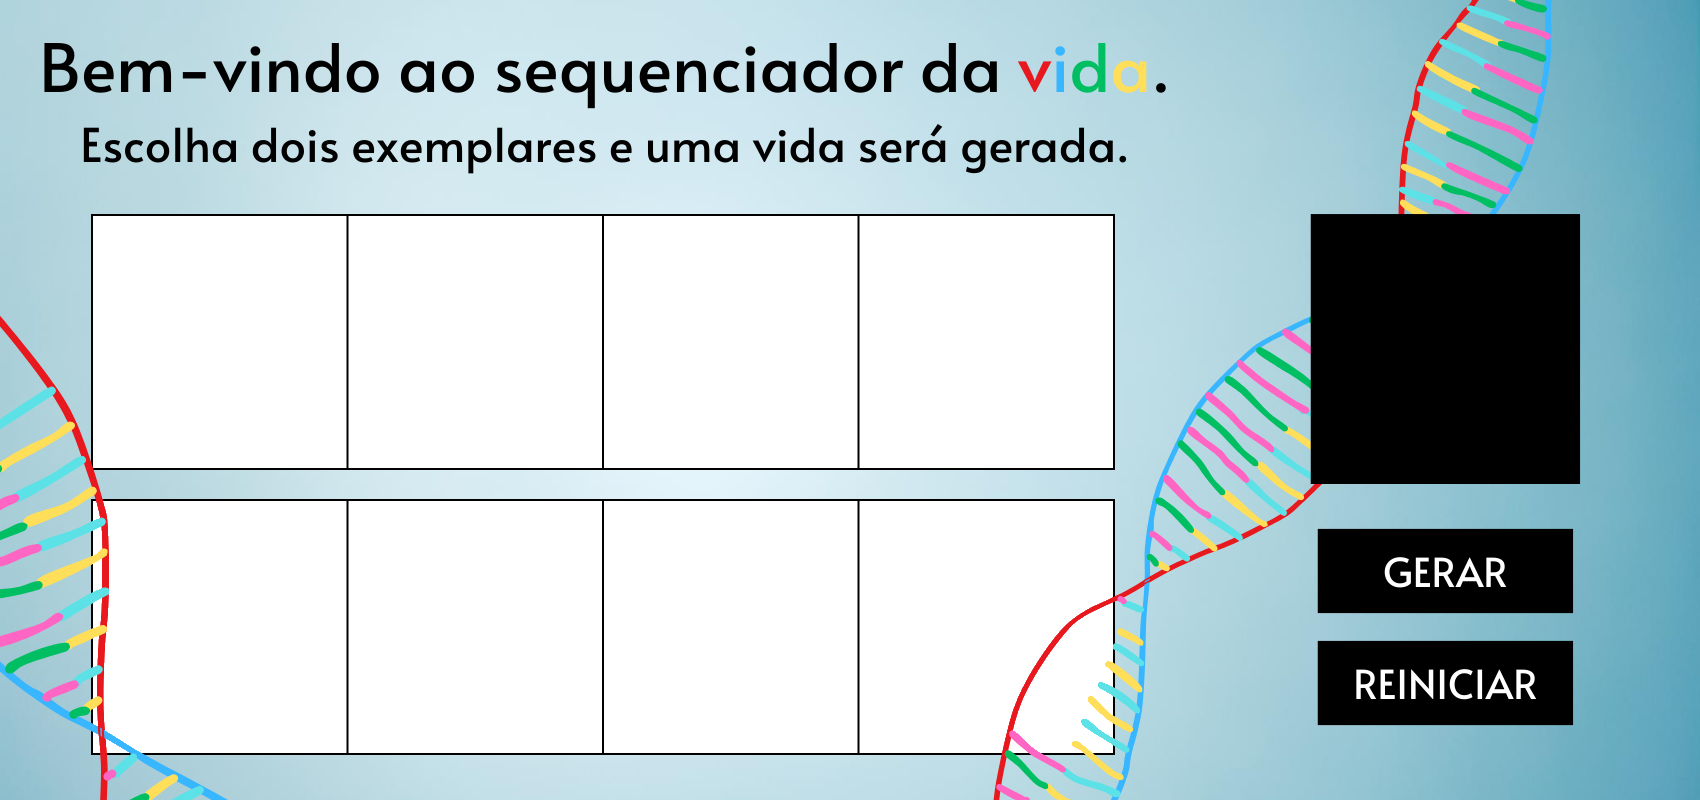 Bem-vindo ao sequenciador da vida.
Escolha dois exemplares e uma vida será gerada.
GERAR
REINICIAR